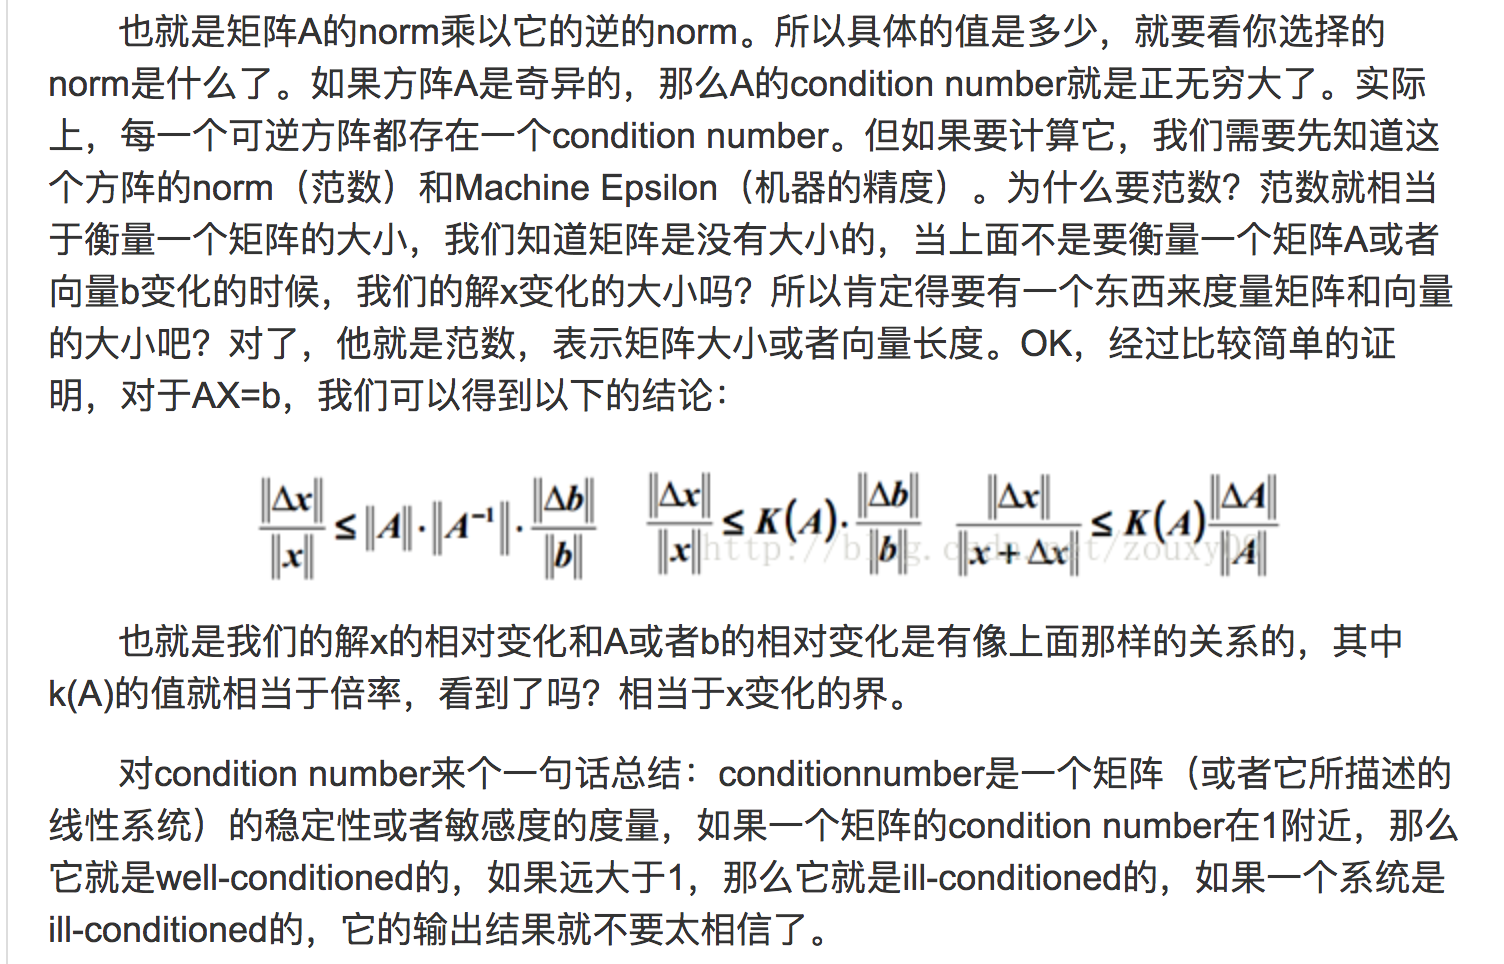 也就是矩阵A的norm乘以它的逆的norm。所以具体的值是多少，就要看你选择的
norm是什么了。如果方阵A是奇异的，那么A的condition number就是正无穷大了。实际
上，每一个可逆方阵都存在一个condition number。但如果要计算它，我们需要先知道这
个方阵的norm（范数）和Machine Epsilon（机器的精度）。为什么要范数？范数就相当
于衡量一个矩阵的大小，我们知道矩阵是没有大小的，当上面不是要衡量一个矩阵A或者
向量b变化的时候，我们的解x变化的大小吗？所以肯定得要有一个东西来度量矩阵和向量
的大小吧？对了，他就是范数，表示矩阵大小或者向量长度。OK，经过比较简单的证
明，对于AX=b，我们可以得到以下的结论：
‖Δx‖/‖x‖ ≤ ‖A‖·‖A⁻¹‖·‖Δb‖/‖b‖ ‖Δx‖/‖x‖ ≤ K(A)·‖Δb‖/‖b‖ ‖Δx‖/‖x+Δx‖ ≤ K(A)‖ΔA‖/‖A‖
http://blog.csdn.net/zouxy09
也就是我们的解x的相对变化和A或者b的相对变化是有像上面那样的关系的，其中
k(A)的值就相当于倍率，看到了吗？相当于x变化的界。
对condition number来个一句话总结：conditionnumber是一个矩阵（或者它所描述的
线性系统）的稳定性或者敏感度的度量，如果一个矩阵的condition number在1附近，那么
它就是well-conditioned的，如果远大于1，那么它就是ill-conditioned的，如果一个系统是
ill-conditioned的，它的输出结果就不要太相信了。